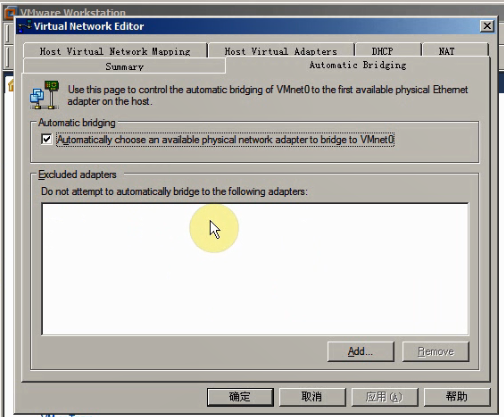 VMware Workstation
Virtual Network Editor
Host Virtual Network Mapping
Host Virtual Adapters
DHCP
NAT
Summary
Automatic Bridging
Use this page to control the automatic bridging of VMnet0 to the first available physical Ethernet
adapter on the host.
Automatic bridging
Automatically choose an available physical network adapter to bridge to VMnet0
Excluded adapters
Do not attempt to automatically bridge to the following adapters:
Add...
Remove
确定
取消
应用(A)
帮助